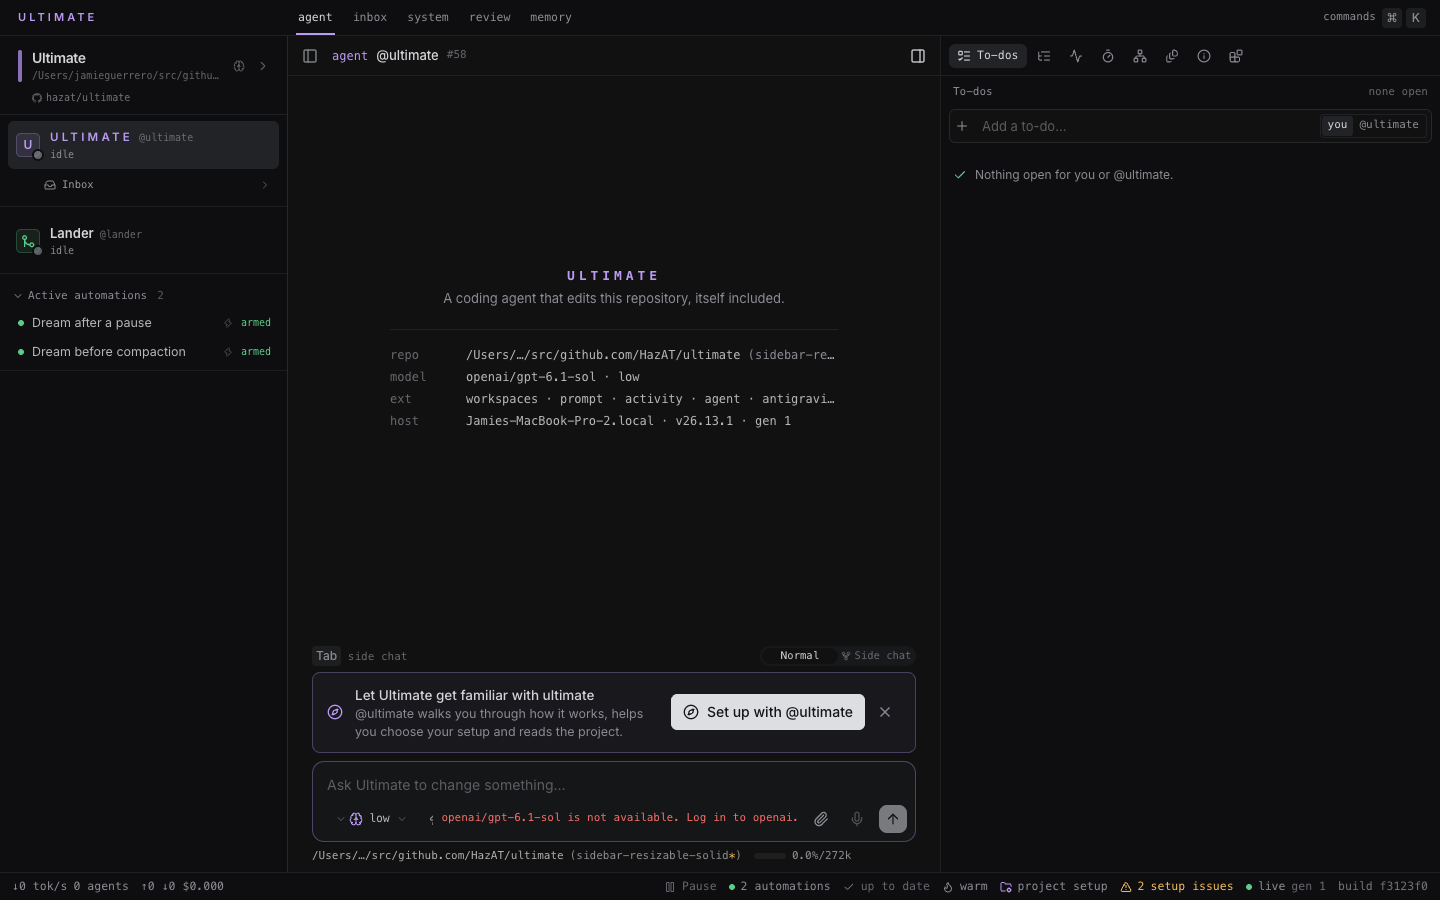 ULTIMATE
agent inbox system review memory
commands ⌘ K
Ultimate
/Users/jamieguerrero/src/githu…
hazat/ultimate
U ULTIMATE @ultimate
idle
Inbox
Lander @lander
idle
Active automations 2
Dream after a pause armed
Dream before compaction armed
agent @ultimate #58
ULTIMATE
A coding agent that edits this repository, itself included.
repo /Users/…/src/github.com/HazAT/ultimate (sidebar-re…
model openai/gpt-6.1-sol · low
ext workspaces · prompt · activity · agent · antigravi…
host Jamies-MacBook-Pro-2.local · v26.13.1 · gen 1
Tab side chat
Normal Side chat
Let Ultimate get familiar with ultimate
@ultimate walks you through how it works, helps
you choose your setup and reads the project.
Set up with @ultimate
Ask Ultimate to change something…
low openai/gpt-6.1-sol is not available. Log in to openai.
/Users/…/src/github.com/HazAT/ultimate (sidebar-resizable-solid*) 0.0%/272k
To-dos
To-dos none open
Add a to-do… you @ultimate
Nothing open for you or @ultimate.
↓0 tok/s 0 agents ↑0 ↓0 $0.000
Pause 2 automations up to date warm project setup 2 setup issues live gen 1 build f3123f0